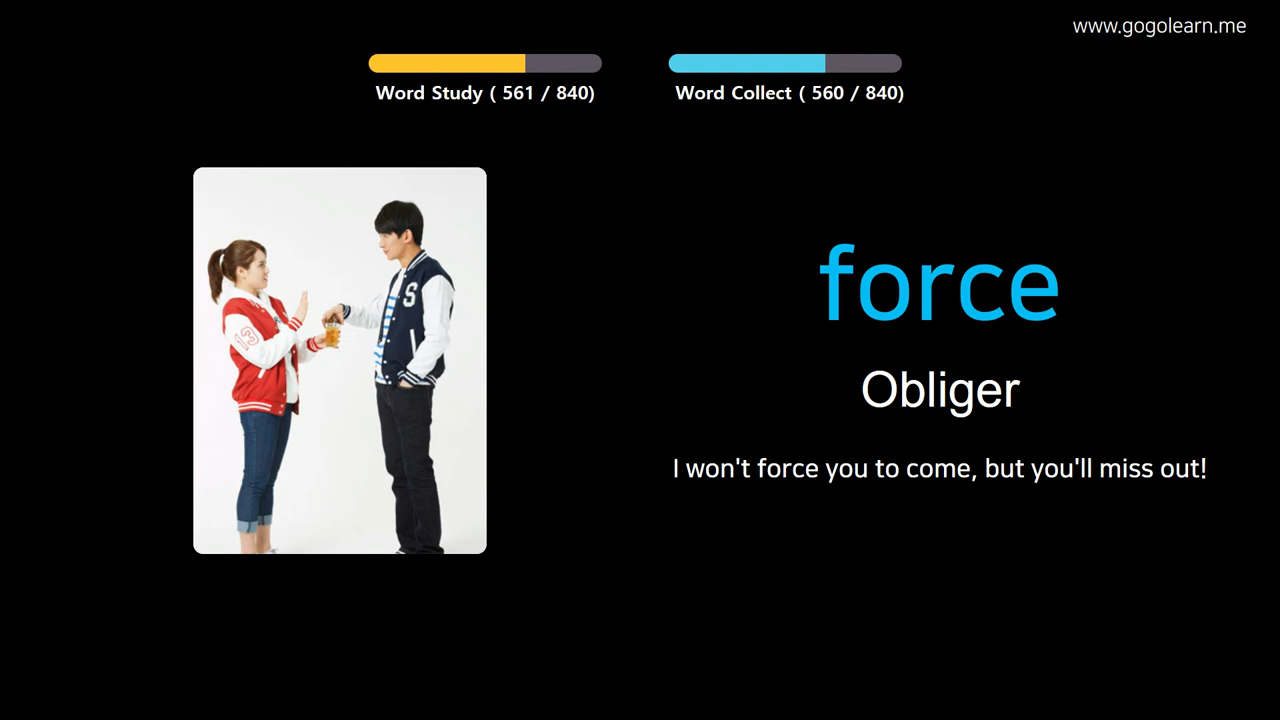 www.gogolearn.me
Word Study ( 561 / 840)
Word Collect ( 560 / 840)
S
13
force
Obliger
I won't force you to come, but you'll miss out!